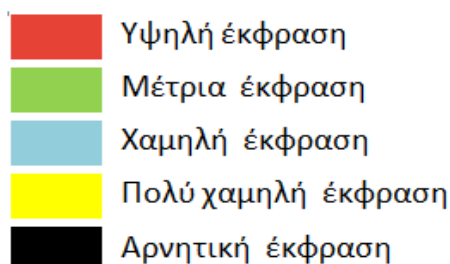 Υψηλή έκφραση
Μέτρια έκφραση
Χαμηλή έκφραση
Πολύ χαμηλή έκφραση
Αρνητική έκφραση